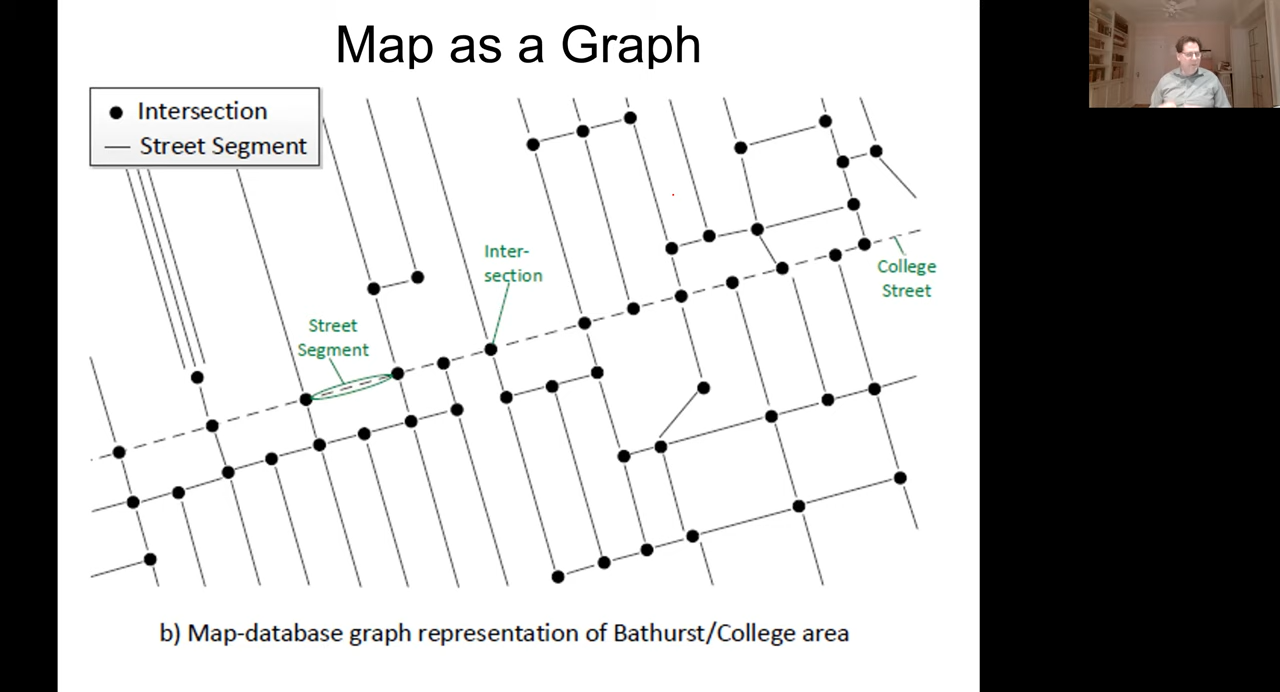 Map as a Graph
Intersection
Street Segment
Inter-
section
College
Street
Street
Segment
b) Map-database graph representation of Bathurst/College area